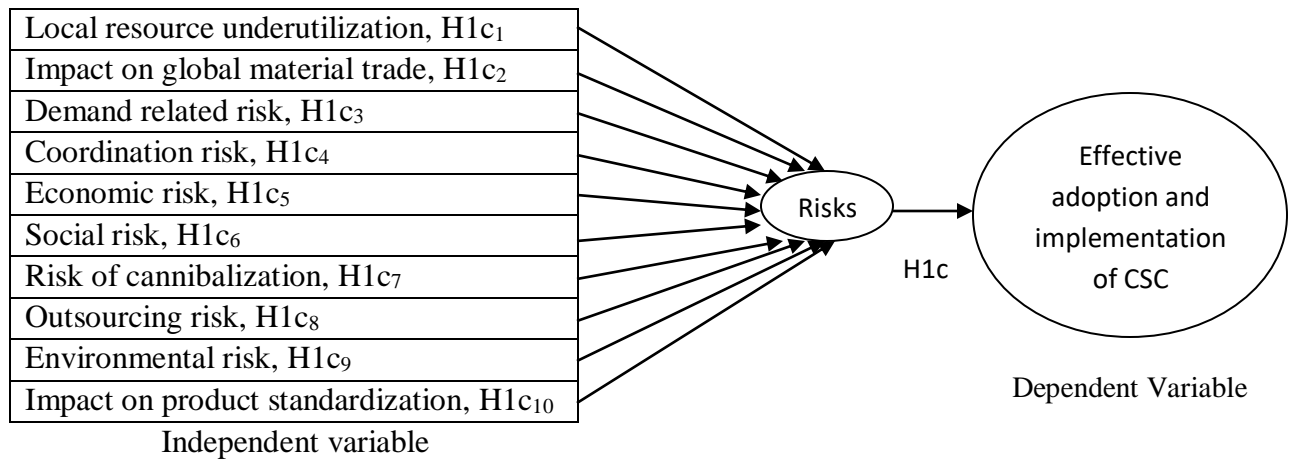 Local resource underutilization, H1c₁
Impact on global material trade, H1c₂
Demand related risk, H1c₃
Coordination risk, H1c₄
Economic risk, H1c₅
Social risk, H1c₆
Risk of cannibalization, H1c₇
Outsourcing risk, H1c₈
Environmental risk, H1c₉
Impact on product standardization, H1c₁₀
Independent variable
Risks
H1c
Effective
adoption and
implementation
of CSC
Dependent Variable